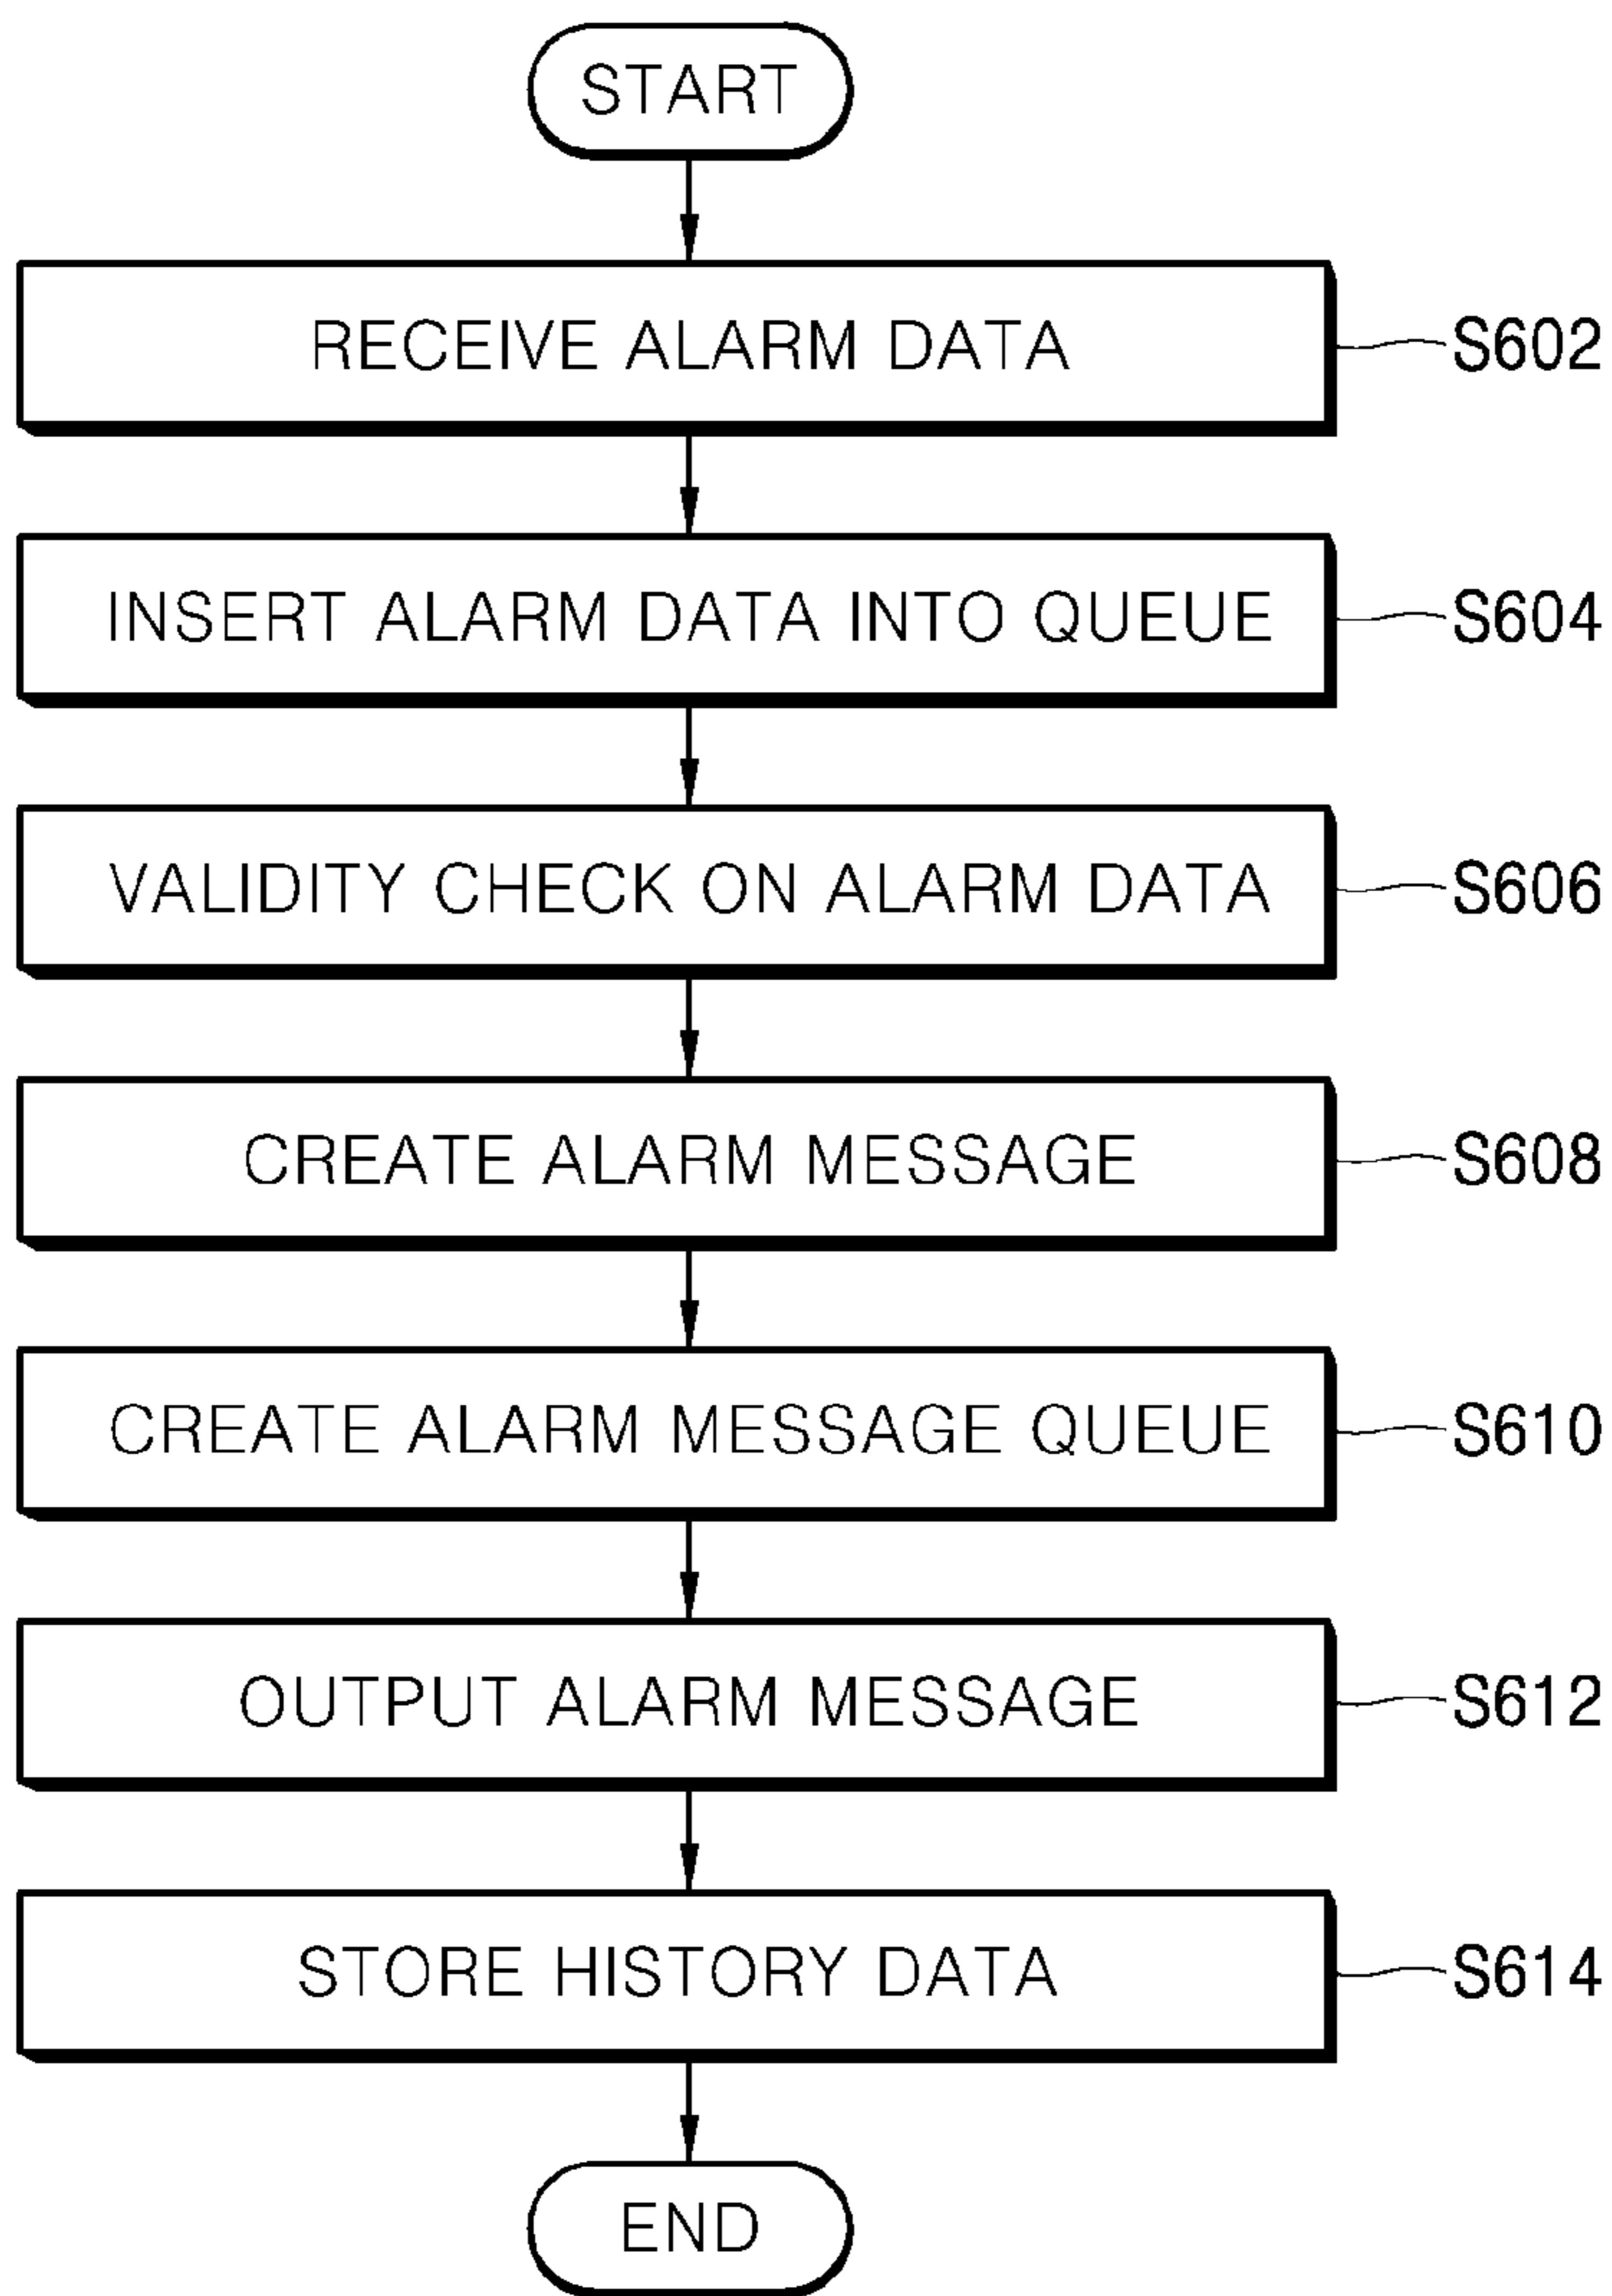 START
RECEIVE ALARM DATA
S602
INSERT ALARM DATA INTO QUEUE
S604
VALIDITY CHECK ON ALARM DATA
S606
CREATE ALARM MESSAGE
S608
CREATE ALARM MESSAGE QUEUE
S610
OUTPUT ALARM MESSAGE
S612
STORE HISTORY DATA
S614
END